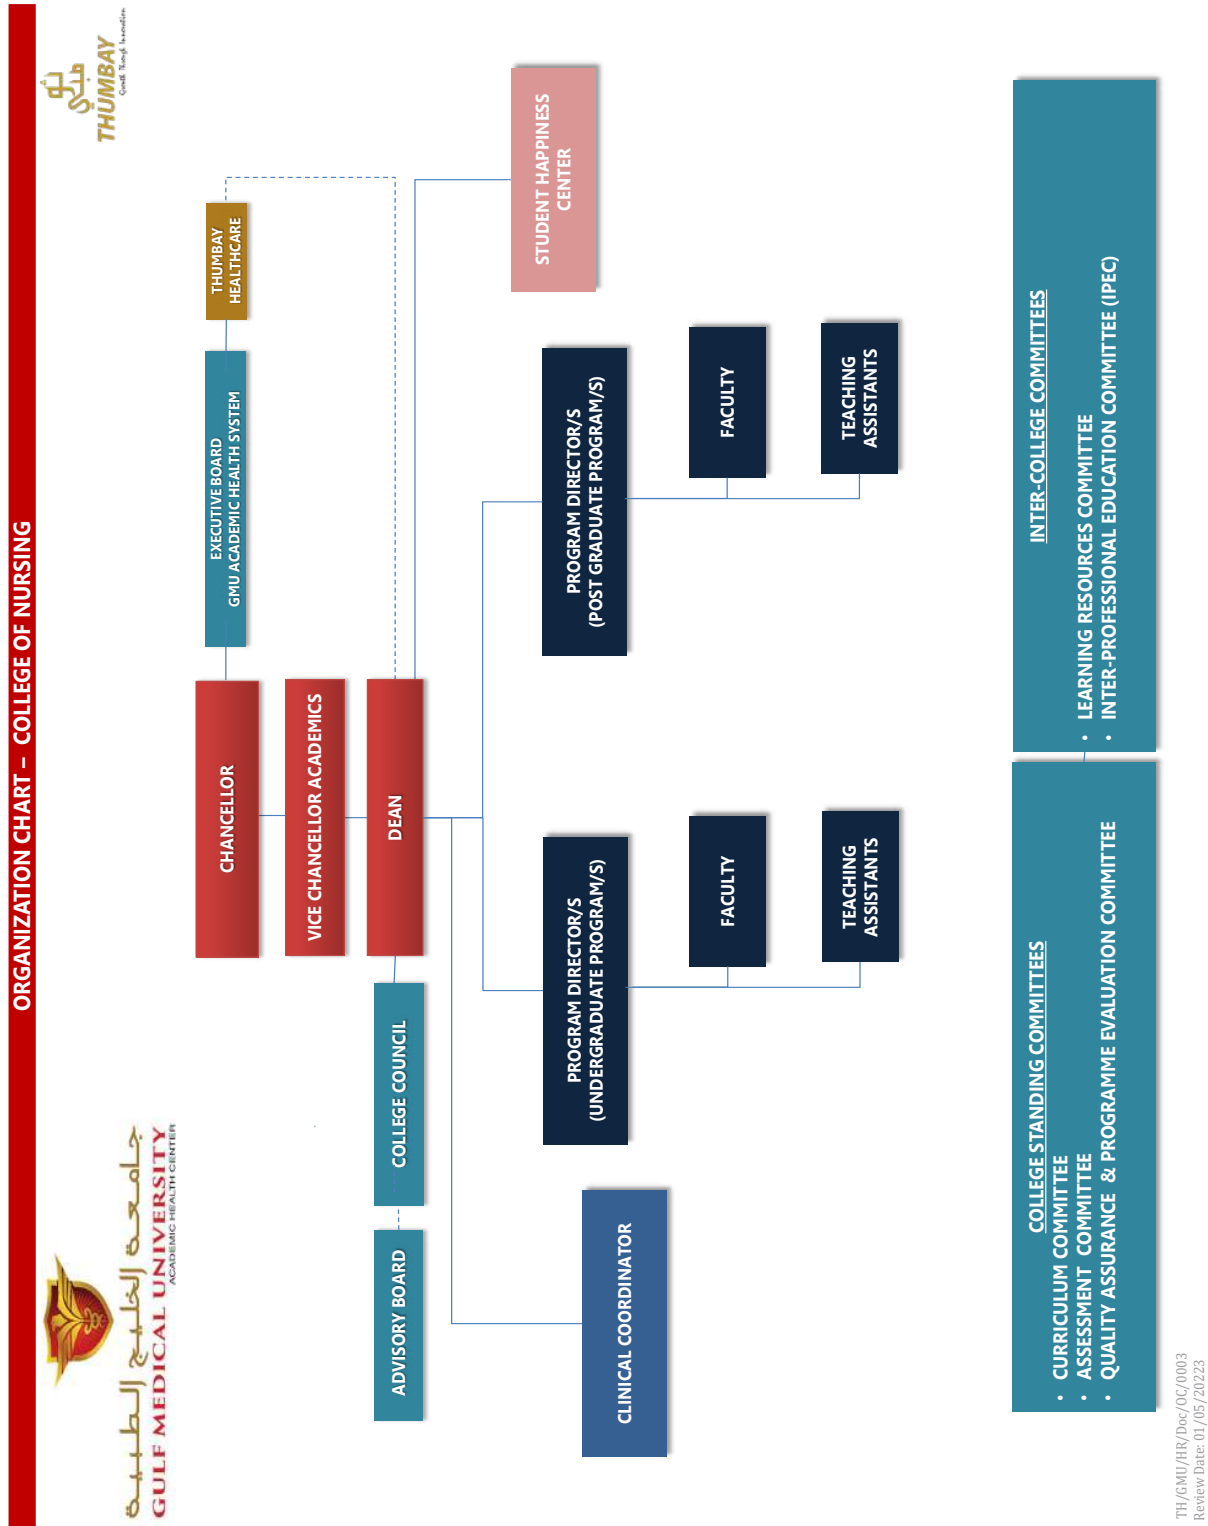 ORGANIZATION CHART – COLLEGE OF NURSING
جامعة الخليج الطبية
GULF MEDICAL UNIVERSITY
ACADEMIC HEALTH CENTER
ثومبي
THUMBAY
Growth Through Innovation
CHANCELLOR
EXECUTIVE BOARD
GMU ACADEMIC HEALTH SYSTEM
THUMBAY
HEALTHCARE
VICE CHANCELLOR ACADEMICS
ADVISORY BOARD
COLLEGE COUNCIL
DEAN
CLINICAL COORDINATOR
PROGRAM DIRECTOR/S
(UNDERGRADUATE PROGRAM/S)
FACULTY
TEACHING
ASSISTANTS
PROGRAM DIRECTOR/S
(POST GRADUATE PROGRAM/S)
FACULTY
TEACHING
ASSISTANTS
STUDENT HAPPINESS
CENTER
COLLEGE STANDING COMMITTEES
• CURRICULUM COMMITTEE
• ASSESSMENT COMMITTEE
• QUALITY ASSURANCE & PROGRAMME EVALUATION COMMITTEE
INTER-COLLEGE COMMITTEES
• LEARNING RESOURCES COMMITTEE
• INTER-PROFESSIONAL EDUCATION COMMITTEE (IPEC)
TH/GMU/HR/Doc/OC/0003
Review Date: 01/05/20223